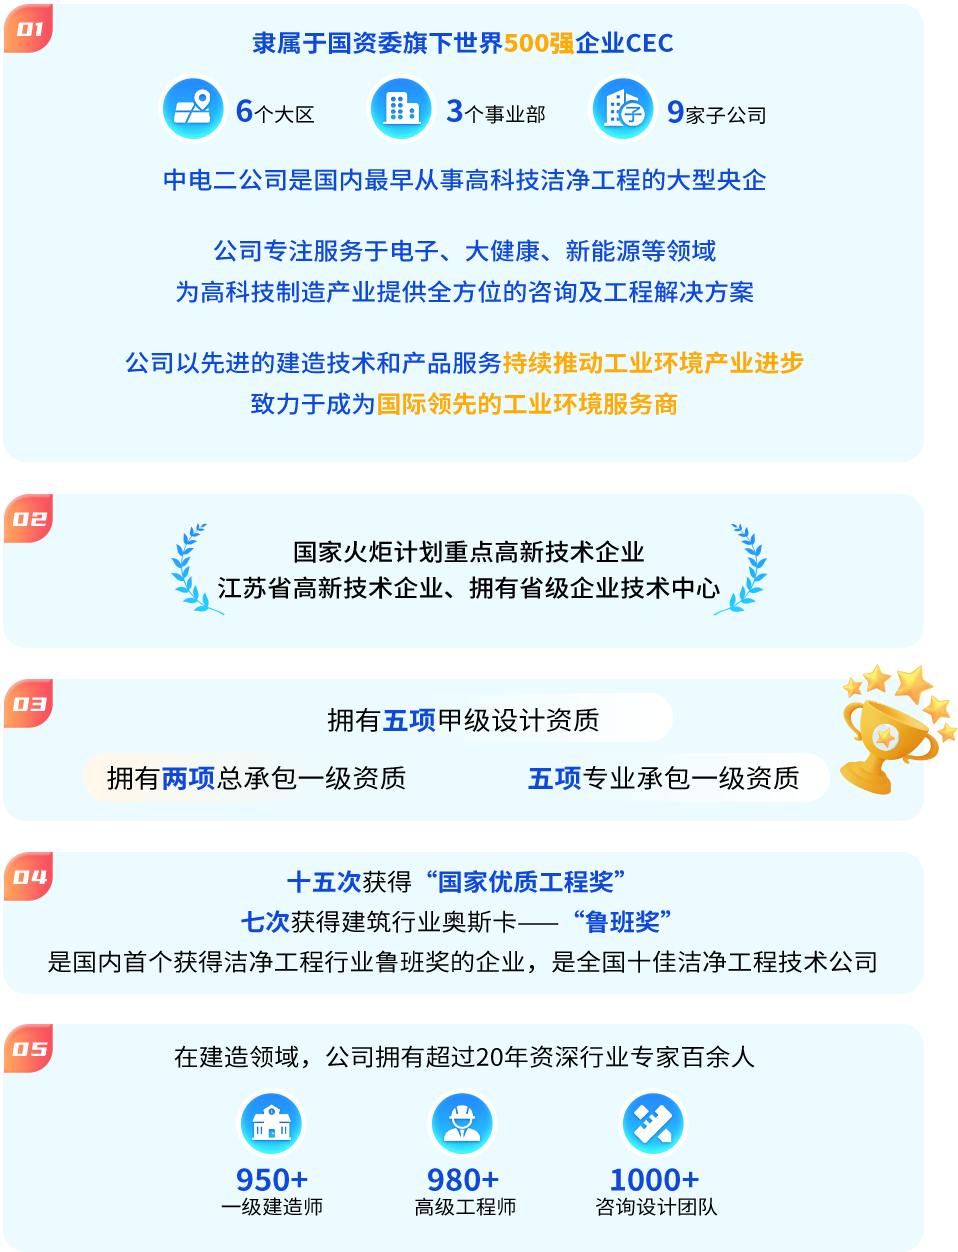 01
隶属于国资委旗下世界500强企业CEC
6个大区
3个事业部
子
9家子公司
中电二公司是国内最早从事高科技洁净工程的大型央企
公司专注服务于电子、大健康、新能源等领域
为高科技制造产业提供全方位的咨询及工程解决方案
公司以先进的建造技术和产品服务持续推动工业环境产业进步
致力于成为国际领先的工业环境服务商
02
国家火炬计划重点高新技术企业
江苏省高新技术企业、拥有省级企业技术中心
03
拥有五项甲级设计资质
拥有两项总承包一级资质
五项专业承包一级资质
04
十五次获得“国家优质工程奖”
七次获得建筑行业奥斯卡——“鲁班奖”
是国内首个获得洁净工程行业鲁班奖的企业，是全国十佳洁净工程技术公司
05
在建造领域，公司拥有超过20年资深行业专家百余人
950+
一级建造师
980+
高级工程师
1000+
咨询设计团队